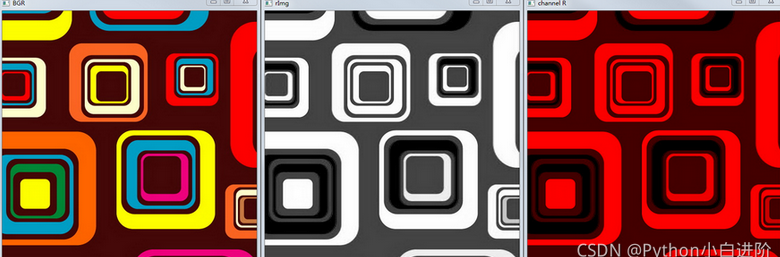 BGR
rImg
channel R
CSDN @Python小白进阶